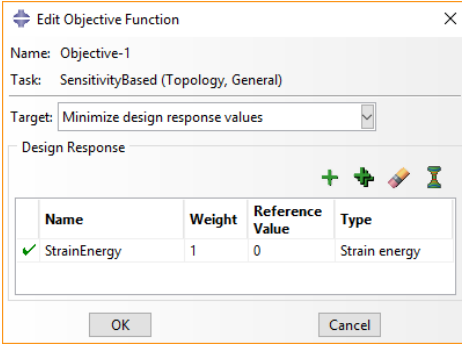 Edit Objective Function
Name: Objective-1
Task: SensitivityBased (Topology, General)
Target: Minimize design response values
Design Response
Name Weight Reference Value Type
StrainEnergy 1 0 Strain energy
OK Cancel